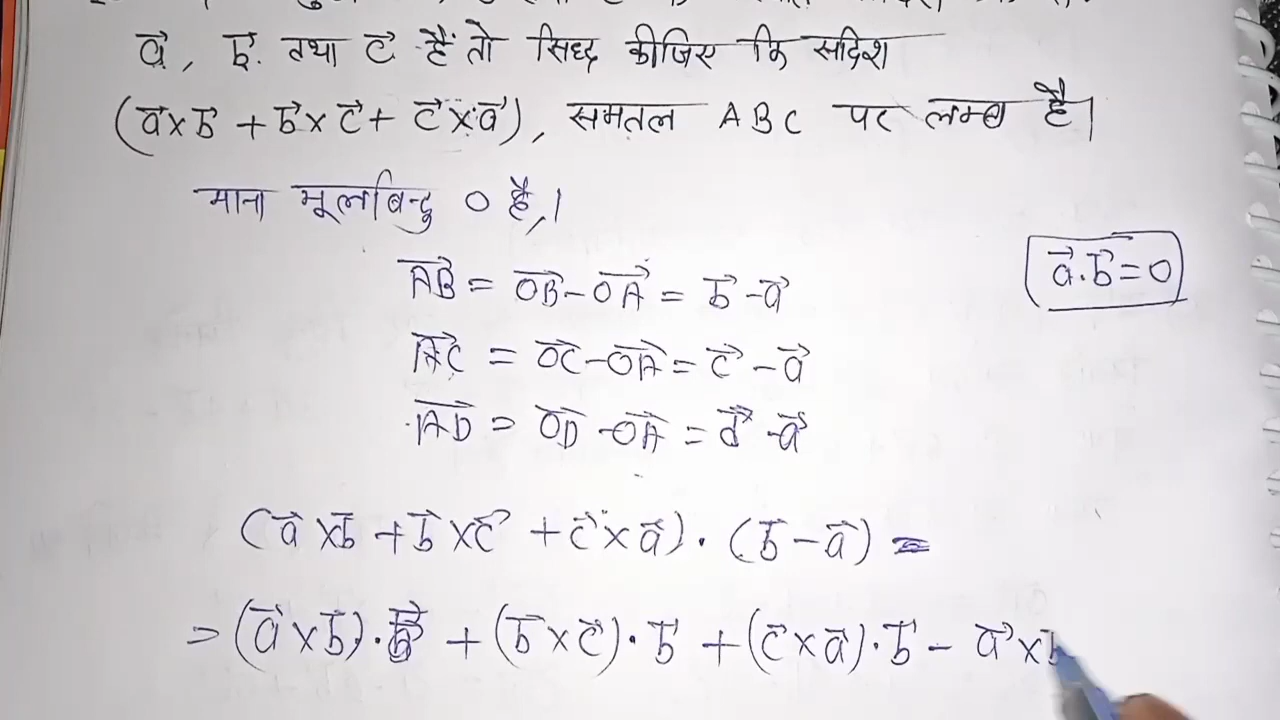 a⃗, b⃗. तथा c⃗ हैं तो सिध्द कीजिए कि सदिश
(a⃗×b⃗ + b⃗×c⃗ + c⃗×a⃗), समतल ABC पर लम्ब है।
माना मूलबिन्दु O है,।
a⃗.b⃗=0
AB⃗ = OB⃗-OA⃗ = b⃗-a⃗
AC⃗ = OC⃗-OA⃗ = c⃗-a⃗
AD⃗ = OD⃗-OA⃗ = d⃗-a⃗
(a⃗×b⃗+b⃗×c⃗+c⃗×a⃗).(b⃗-a⃗) =
= (a⃗×b⃗).b⃗ + (b⃗×c⃗).b⃗ + (c⃗×a⃗).b⃗ - a⃗×b